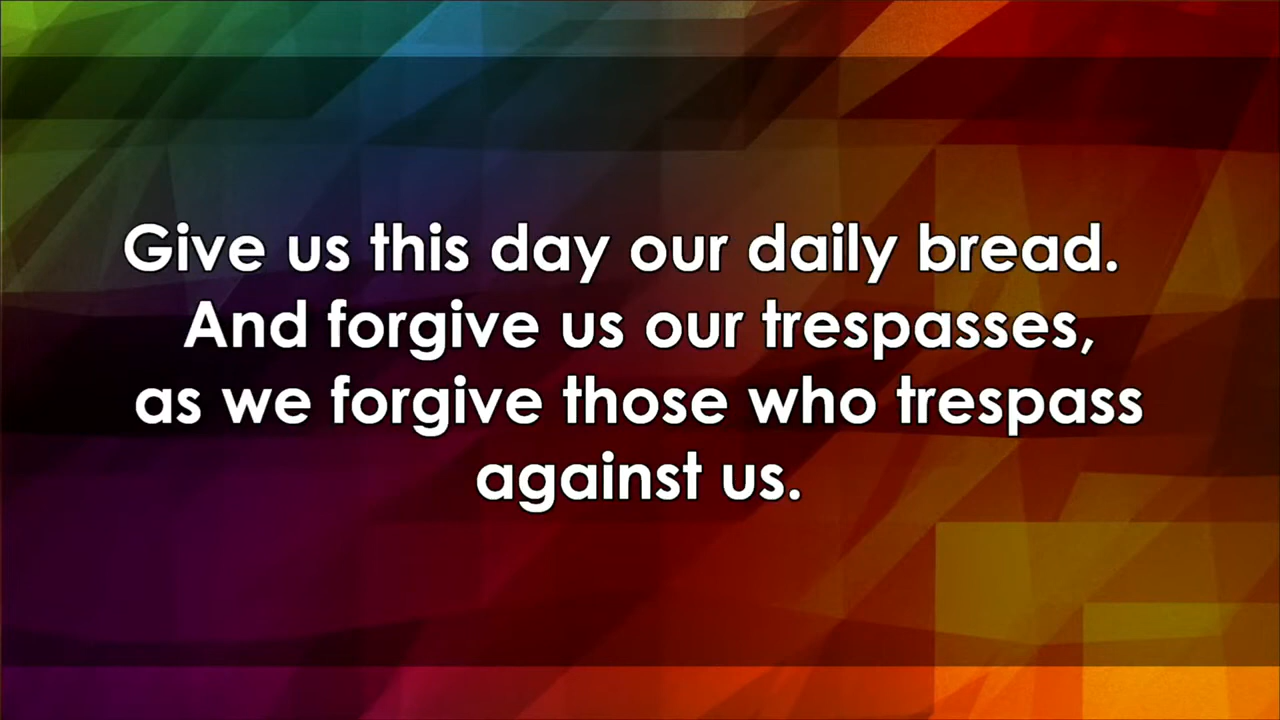 Give us this day our daily bread.
And forgive us our trespasses,
as we forgive those who trespass
against us.